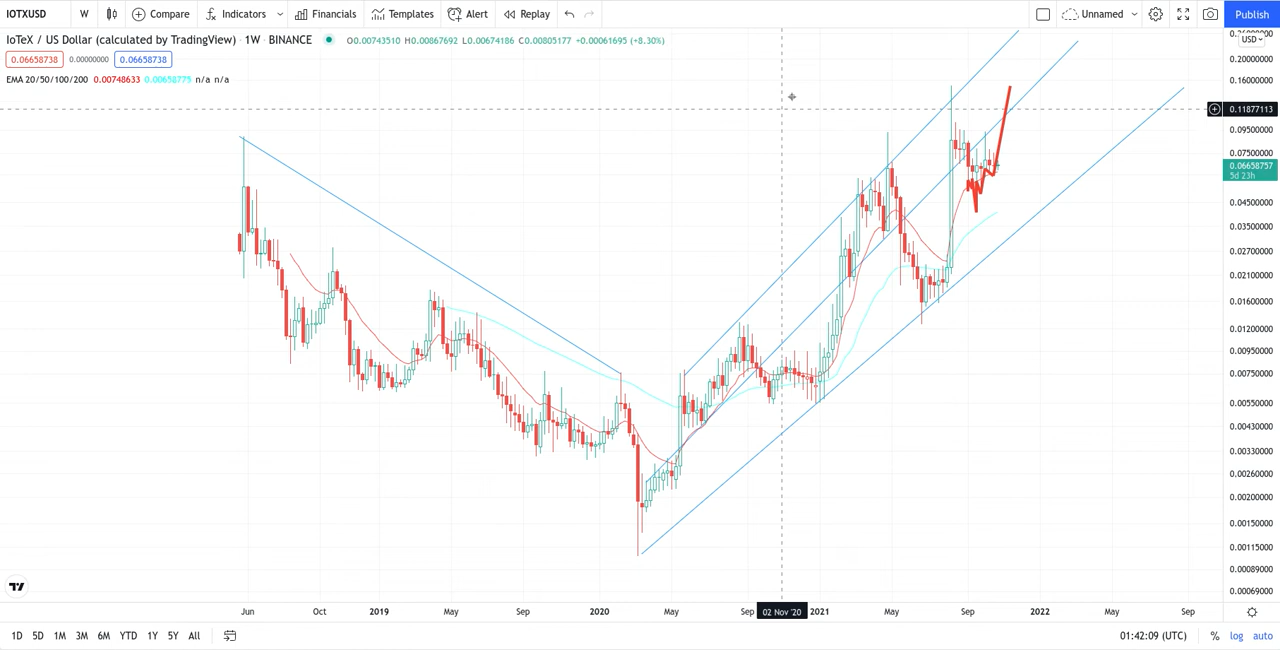 IOTXUSD W Compare Indicators Financials Templates Alert Replay Unnamed Publish
IoTeX / US Dollar (calculated by TradingView) · 1W · BINANCE O0.00743510 H0.00867692 L0.00674186 C0.00805177 +0.00061695 (+8.30%)
0.06658738 0.00000000 0.06658738
EMA 20/50/100/200 0.00748633 0.00658775 n/a n/a
USD
0.20000000
0.16000000
0.11877113
0.09500000
0.07500000
0.06658757
5d 23h
0.04500000
0.03500000
0.02700000
0.02100000
0.01600000
0.01200000
0.00950000
0.00750000
0.00550000
0.00430000
0.00330000
0.00260000
0.00200000
0.00150000
0.00115000
0.00089000
0.00069000
Jun Oct 2019 May Sep 2020 May Sep 02 Nov '20 2021 May Sep 2022 May Sep
1D 5D 1M 3M 6M YTD 1Y 5Y All 01:42:09 (UTC) % log auto